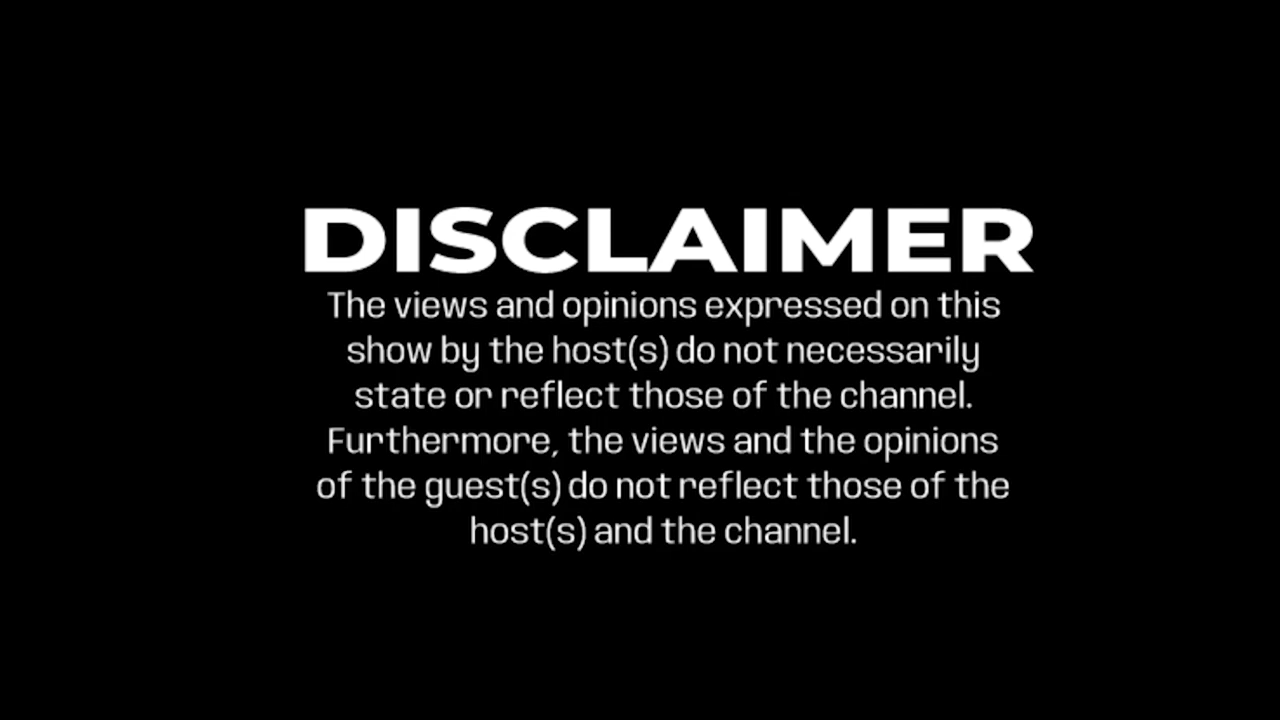 DISCLAIMER
The views and opinions expressed on this
show by the host(s) do not necessarily
state or reflect those of the channel.
Furthermore, the views and the opinions
of the guest(s) do not reflect those of the
host(s) and the channel.